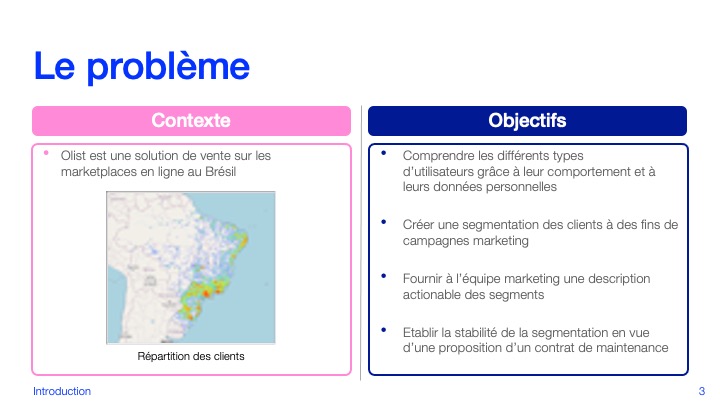 Le problème
Contexte
• Olist est une solution de vente sur les
marketplaces en ligne au Brésil
Répartition des clients
Objectifs
• Comprendre les différents types
d'utilisateurs grâce à leur comportement et à
leurs données personnelles
• Créer une segmentation des clients à des fins de
campagnes marketing
• Fournir à l'équipe marketing une description
actionable des segments
• Etablir la stabilité de la segmentation en vue
d'une proposition d'un contrat de maintenance
Introduction
3